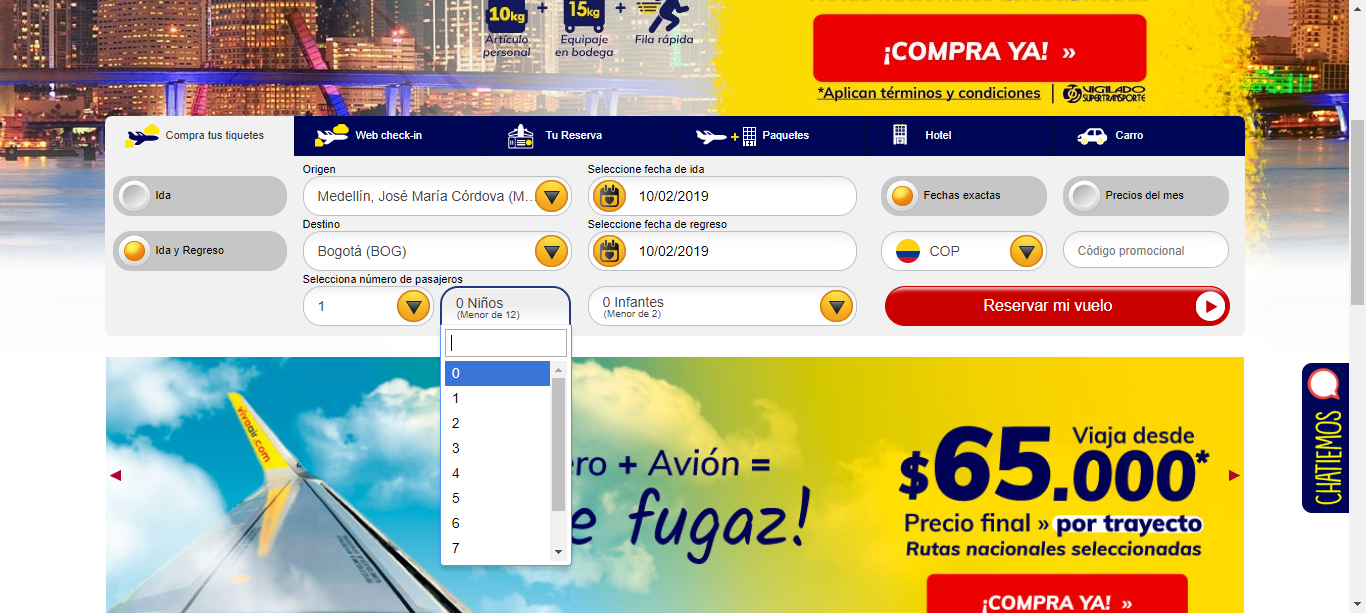 10kg + 15kg +
Artículo personal
Equipaje en bodega
Fila rápida
¡COMPRA YA! »
*Aplican términos y condiciones | VIGILADO SUPERTRANSPORTE
Compra tus tiquetes
Web check-in
Tu Reserva
+ Paquetes
Hotel
Carro
Ida
Ida y Regreso
Origen
Medellín, José María Córdova (M...
Destino
Bogotá (BOG)
Selecciona número de pasajeros
1
0 Niños
(Menor de 12)
0
1
2
3
4
5
6
7
Seleccione fecha de ida
10/02/2019
Seleccione fecha de regreso
10/02/2019
0 Infantes
(Menor de 2)
Fechas exactas
Precios del mes
COP
Código promocional
Reservar mi vuelo
vivaair.com
ero + Avión =
e fugaz!
Viaja desde
$65.000*
Precio final » por trayecto
Rutas nacionales seleccionadas
¡COMPRA YA! »
CHATIEMOS